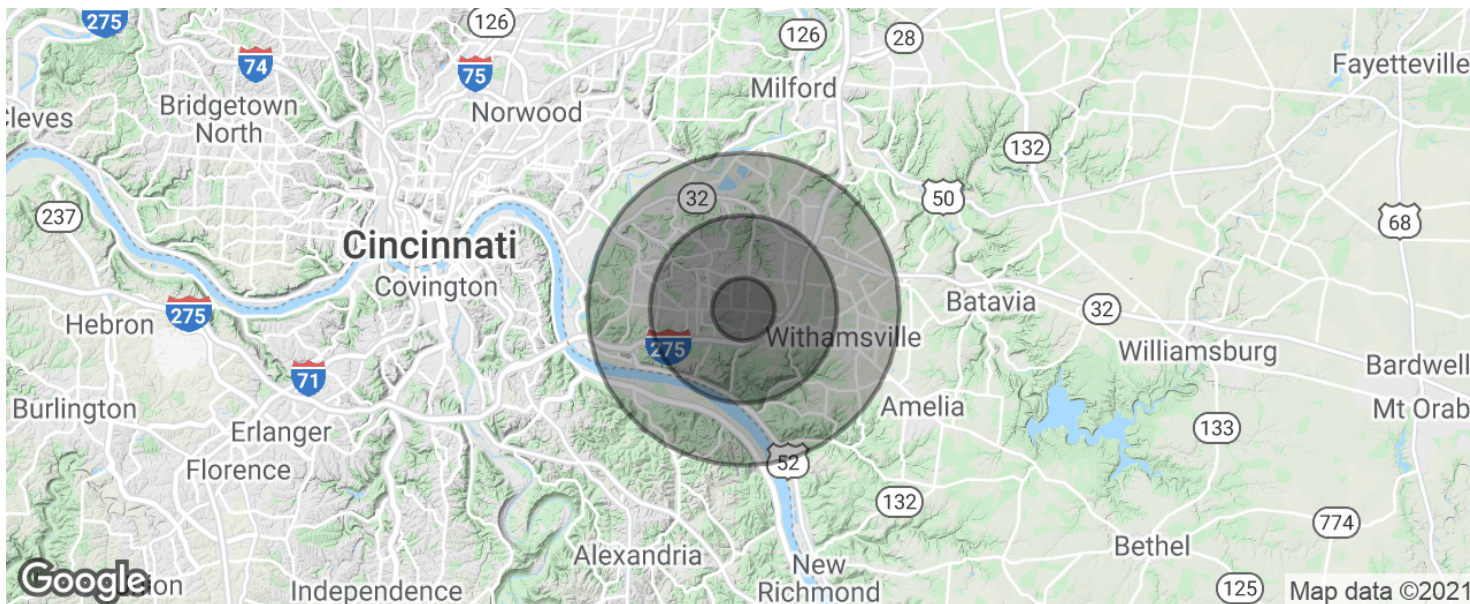 275
126
126
28
74
75
Fayetteville
Milford
Bridgetown
North
Norwood
Cleves
132
32
50
237
68
Cincinnati
Covington
Batavia
32
275
Hebron
Withamsville
275
Williamsburg
71
Bardwell
Burlington
Amelia
Mt Orab
Erlanger
133
Florence
52
132
774
Alexandria
Bethel
New
Richmond
Google
Independence
125
Map data ©2021